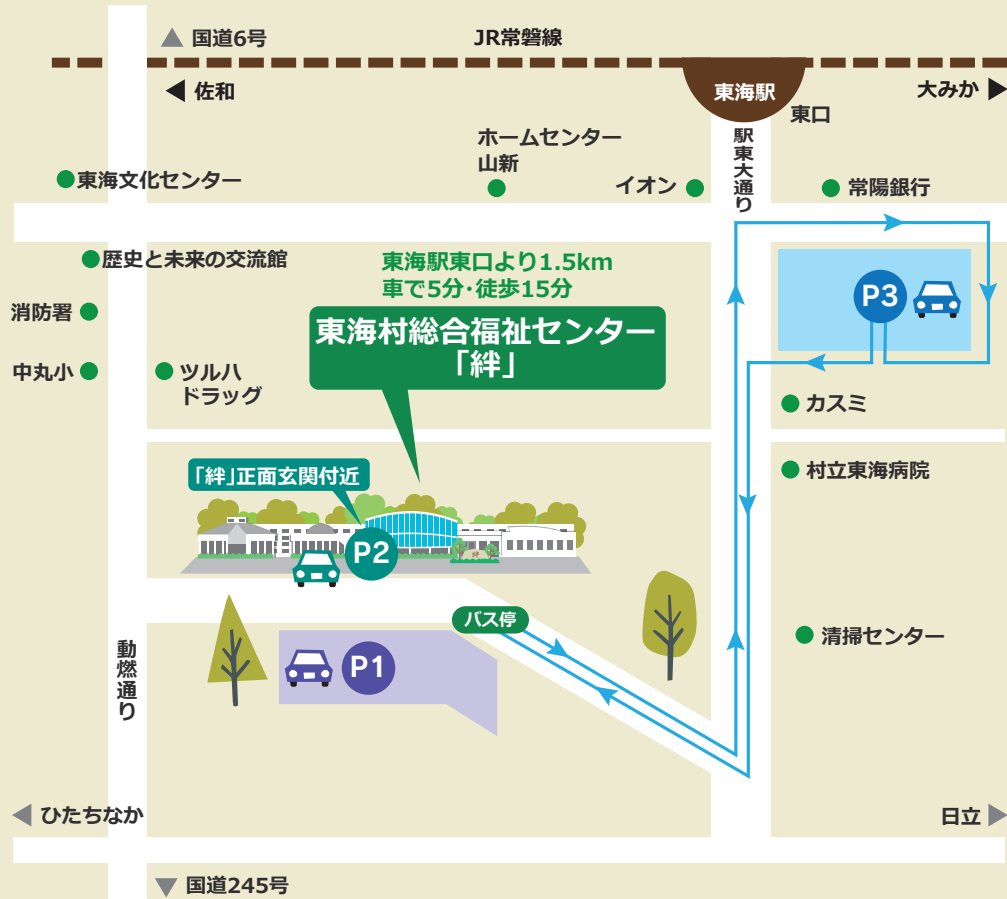 国道6号
JR常磐線
佐和
東海駅
大みか
東口
駅東大通り
ホームセンター
山新
東海文化センター
イオン
常陽銀行
歴史と未来の交流館
東海駅東口より1.5km
車で5分・徒歩15分
P3
消防署
東海村総合福祉センター
「絆」
中丸小
ツルハ
ドラッグ
カスミ
「絆」正面玄関付近
村立東海病院
P2
バス停
清掃センター
動燃通り
P1
ひたちなか
日立
国道245号